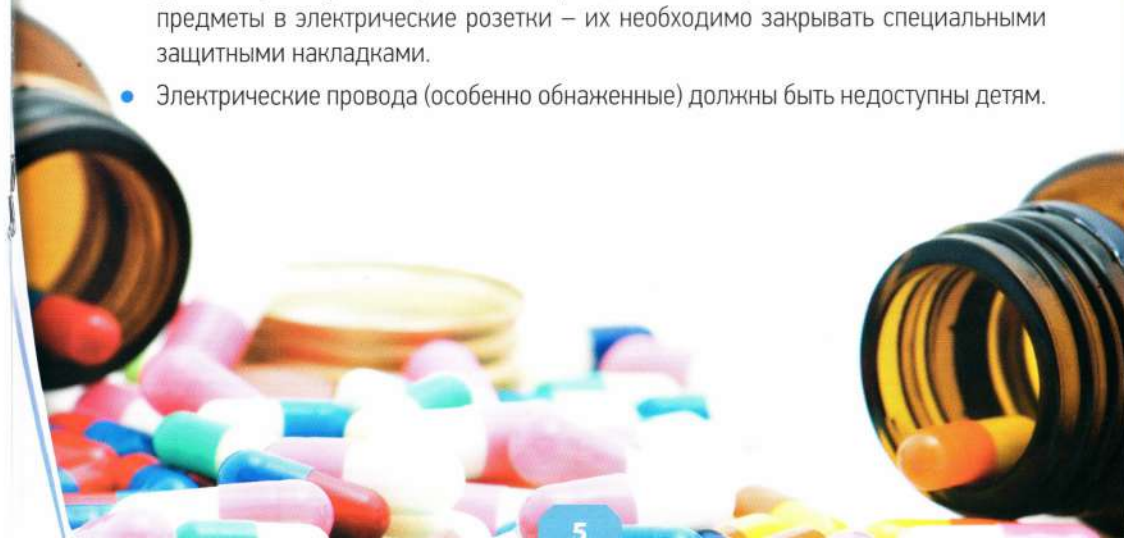 предметы в электрические розетки – их необходимо закрывать специальными
защитными накладками.
• Электрические провода (особенно обнаженные) должны быть недоступны детям.
5